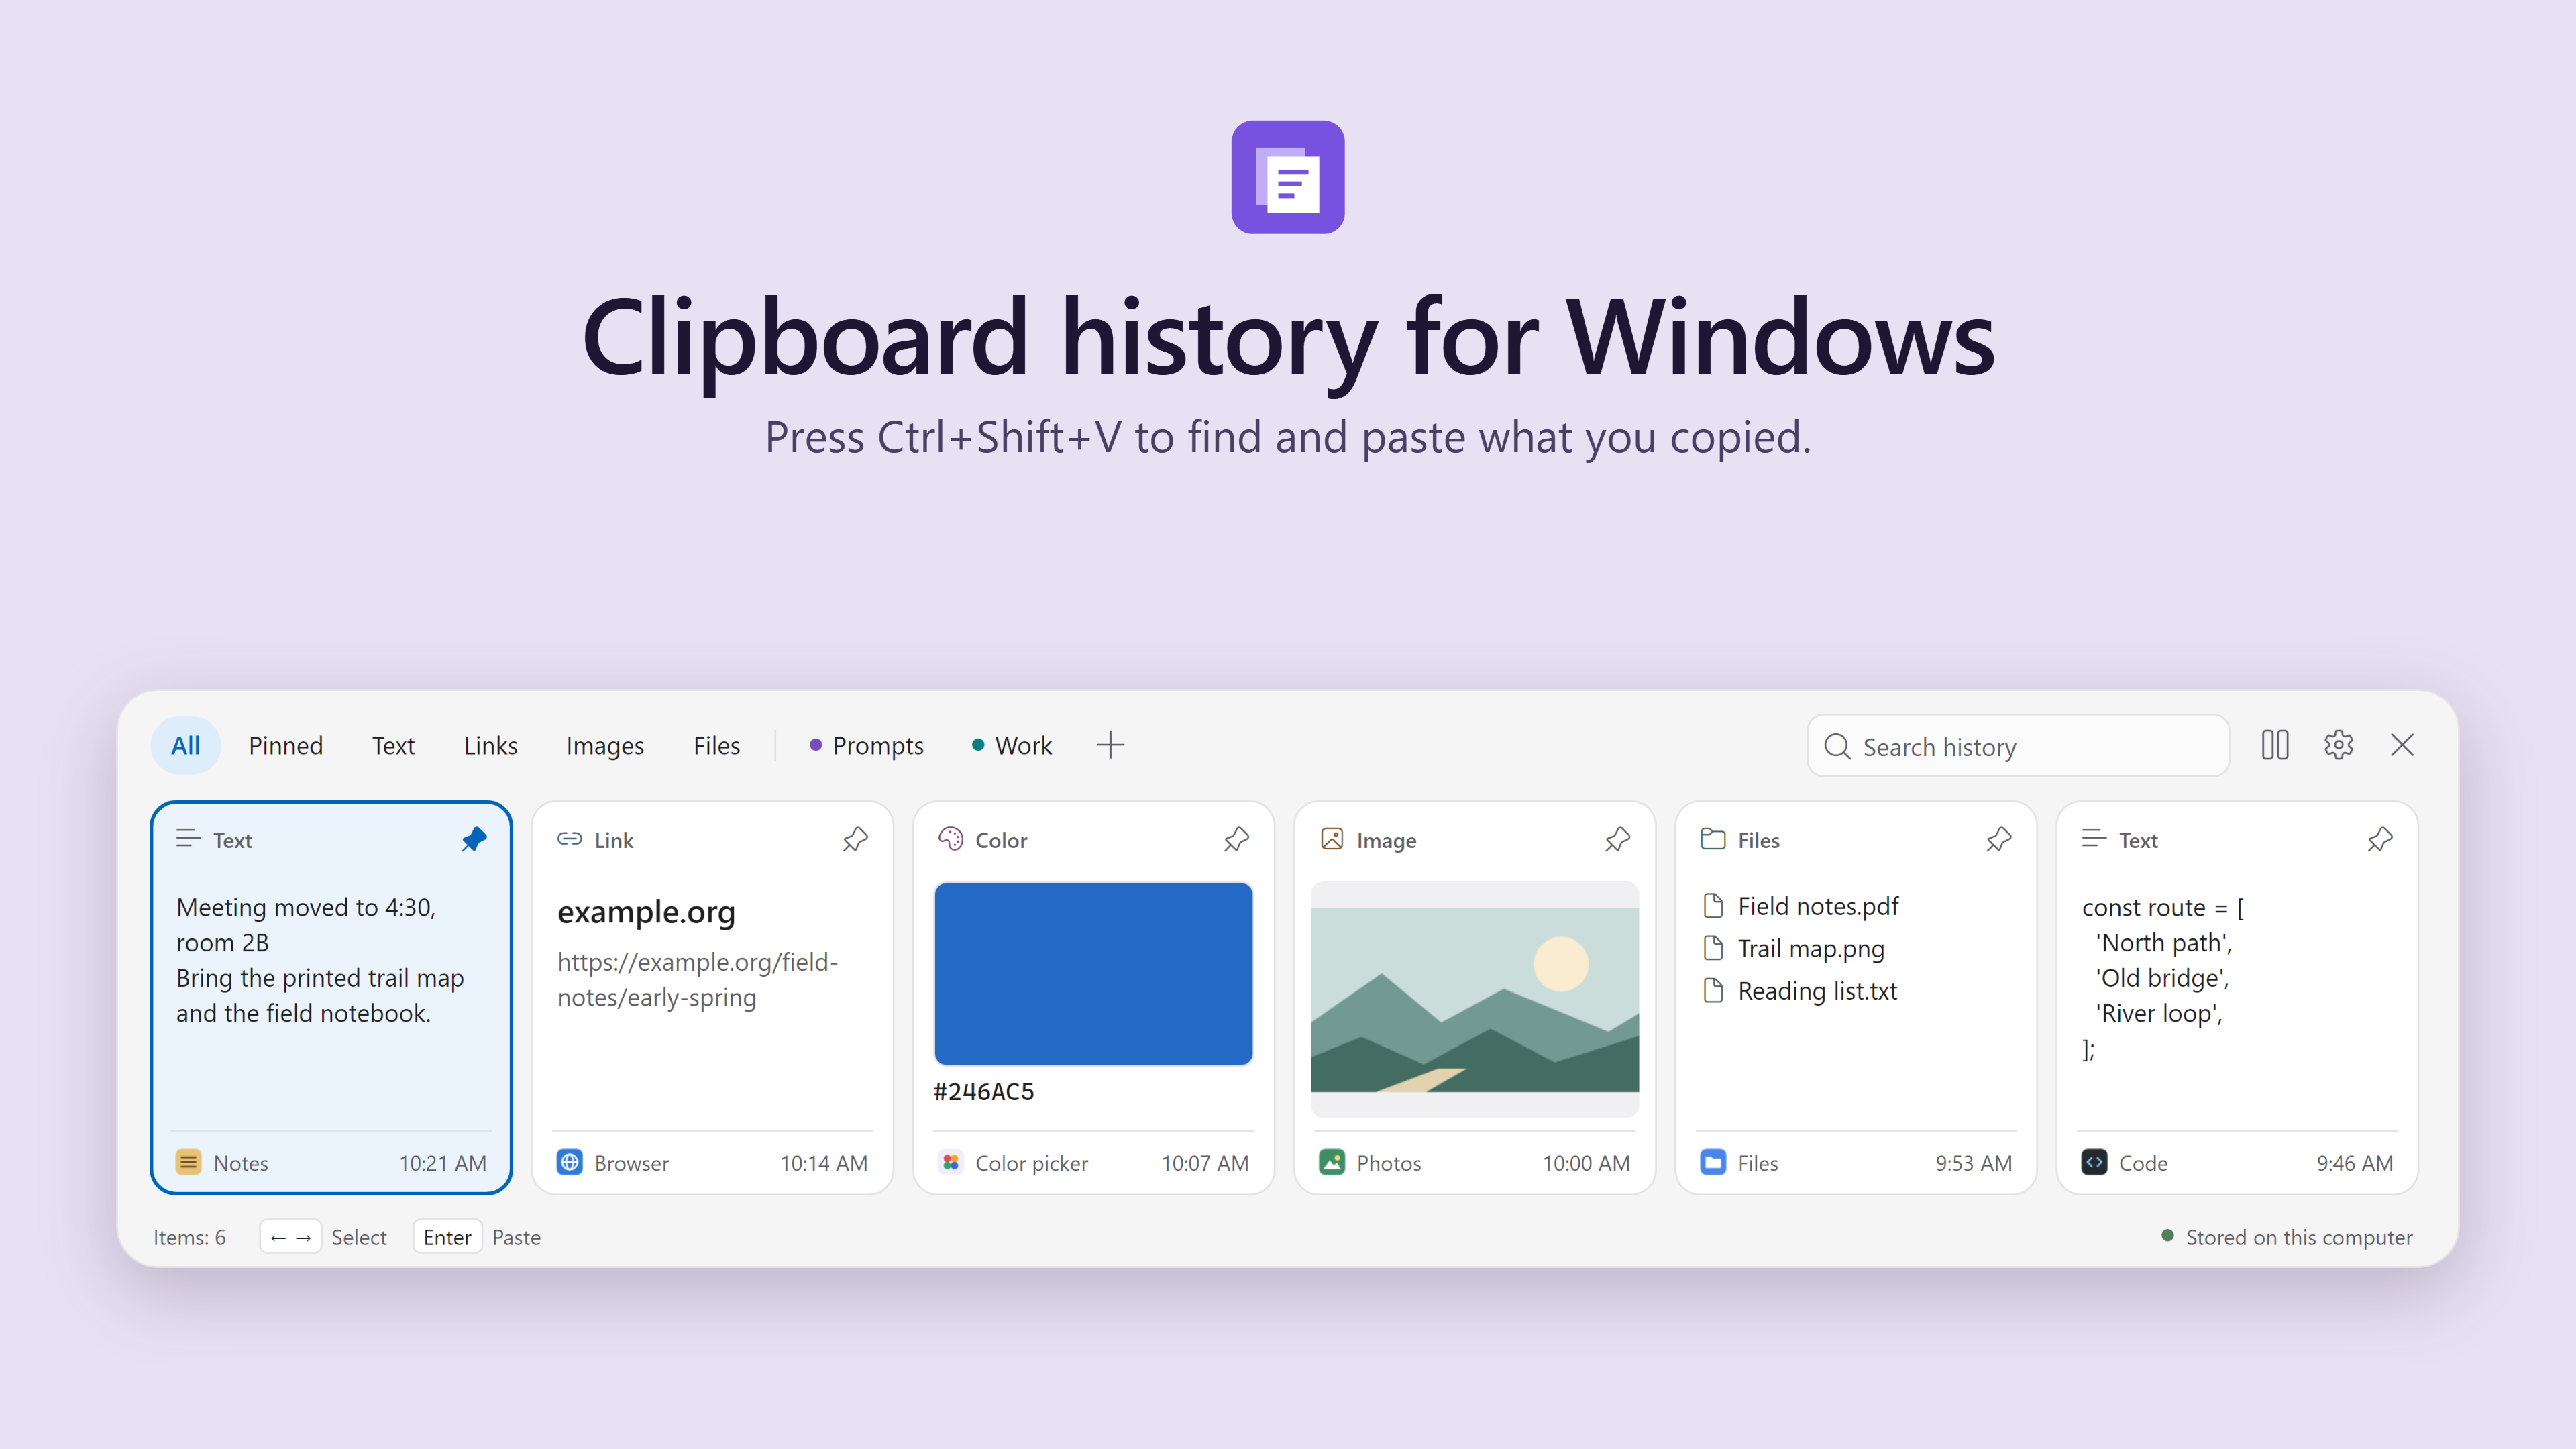 Clipboard history for Windows
Press Ctrl+Shift+V to find and paste what you copied.
All Pinned Text Links Images Files Prompts Work Search history
Text
Meeting moved to 4:30,
room 2B
Bring the printed trail map
and the field notebook.
Notes 10:21 AM
Link
example.org
https://example.org/field-
notes/early-spring
Browser 10:14 AM
Color
#246AC5
Color picker 10:07 AM
Image
Photos 10:00 AM
Files
Field notes.pdf
Trail map.png
Reading list.txt
Files 9:53 AM
Text
const route = [
'North path',
'Old bridge',
'River loop',
];
Code 9:46 AM
Items: 6 ← → Select Enter Paste Stored on this computer